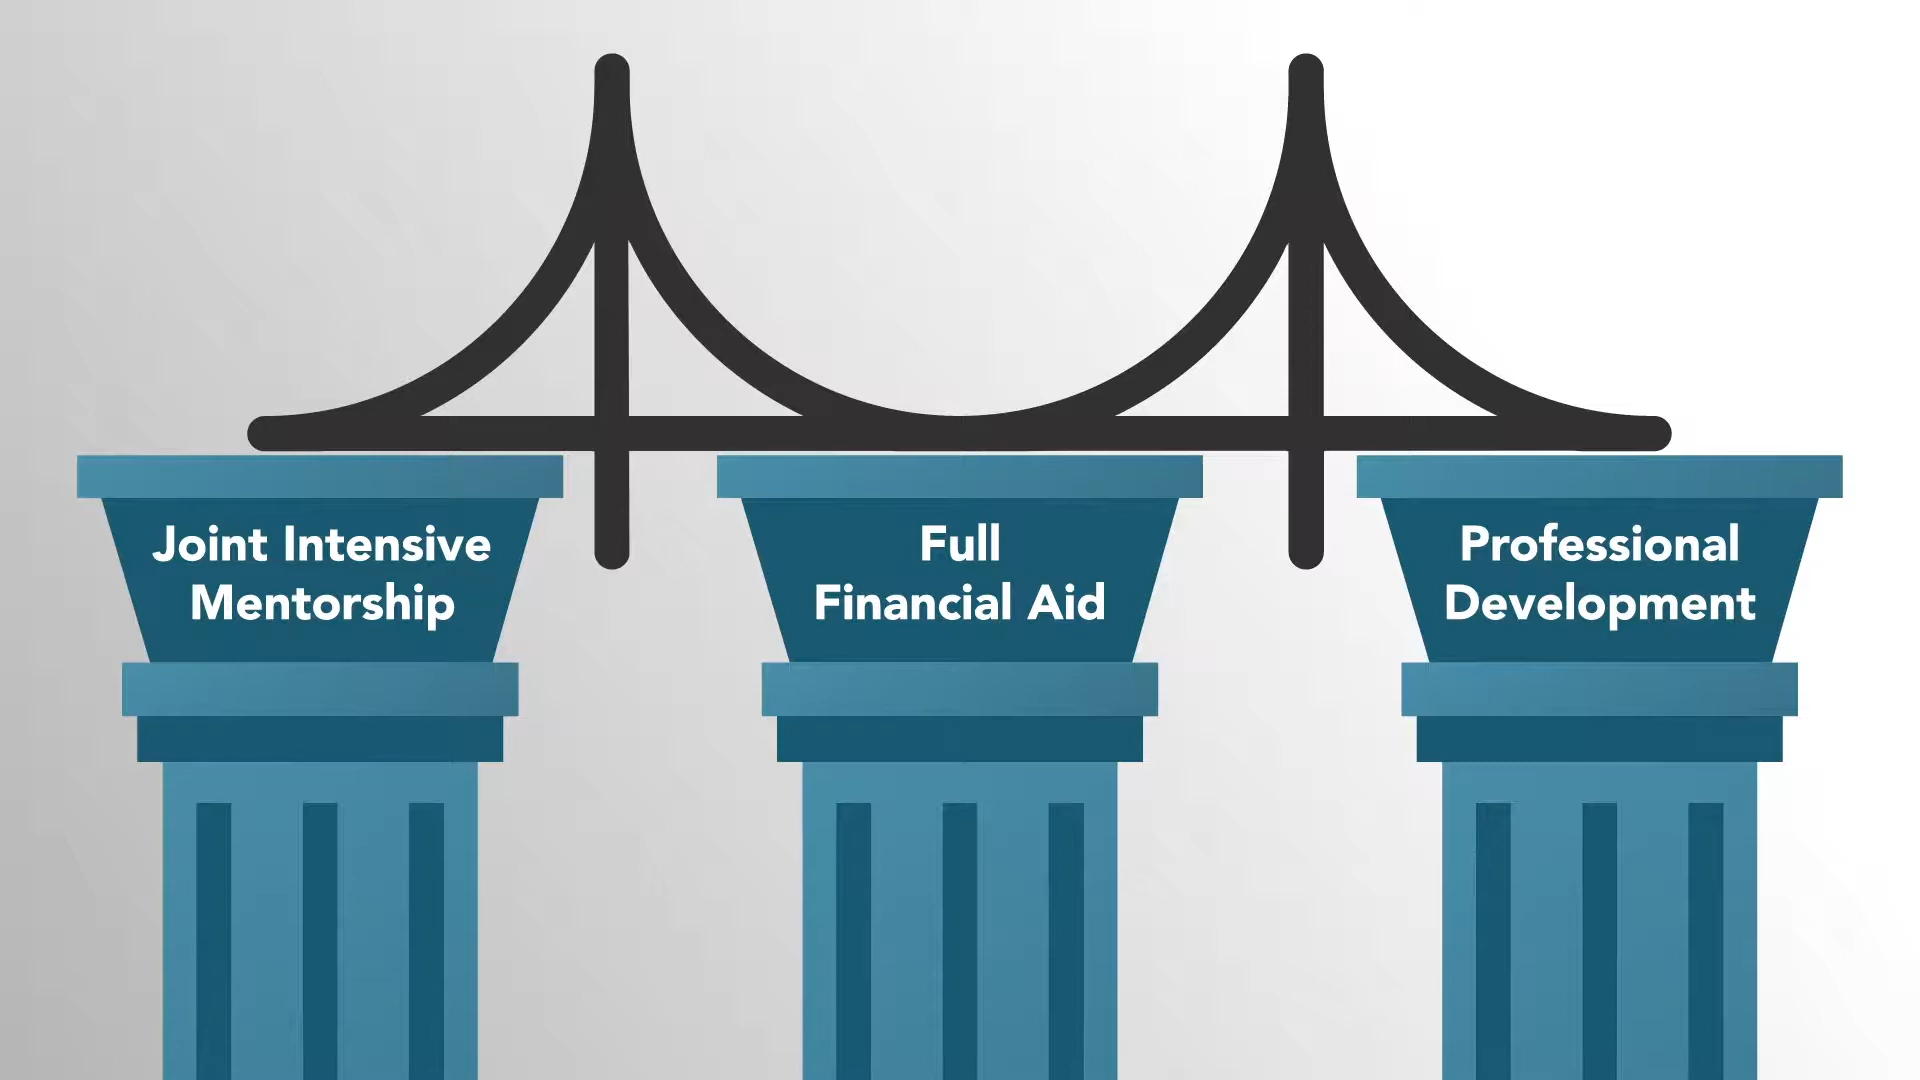 Joint Intensive
Mentorship
Full
Financial Aid
Professional
Development